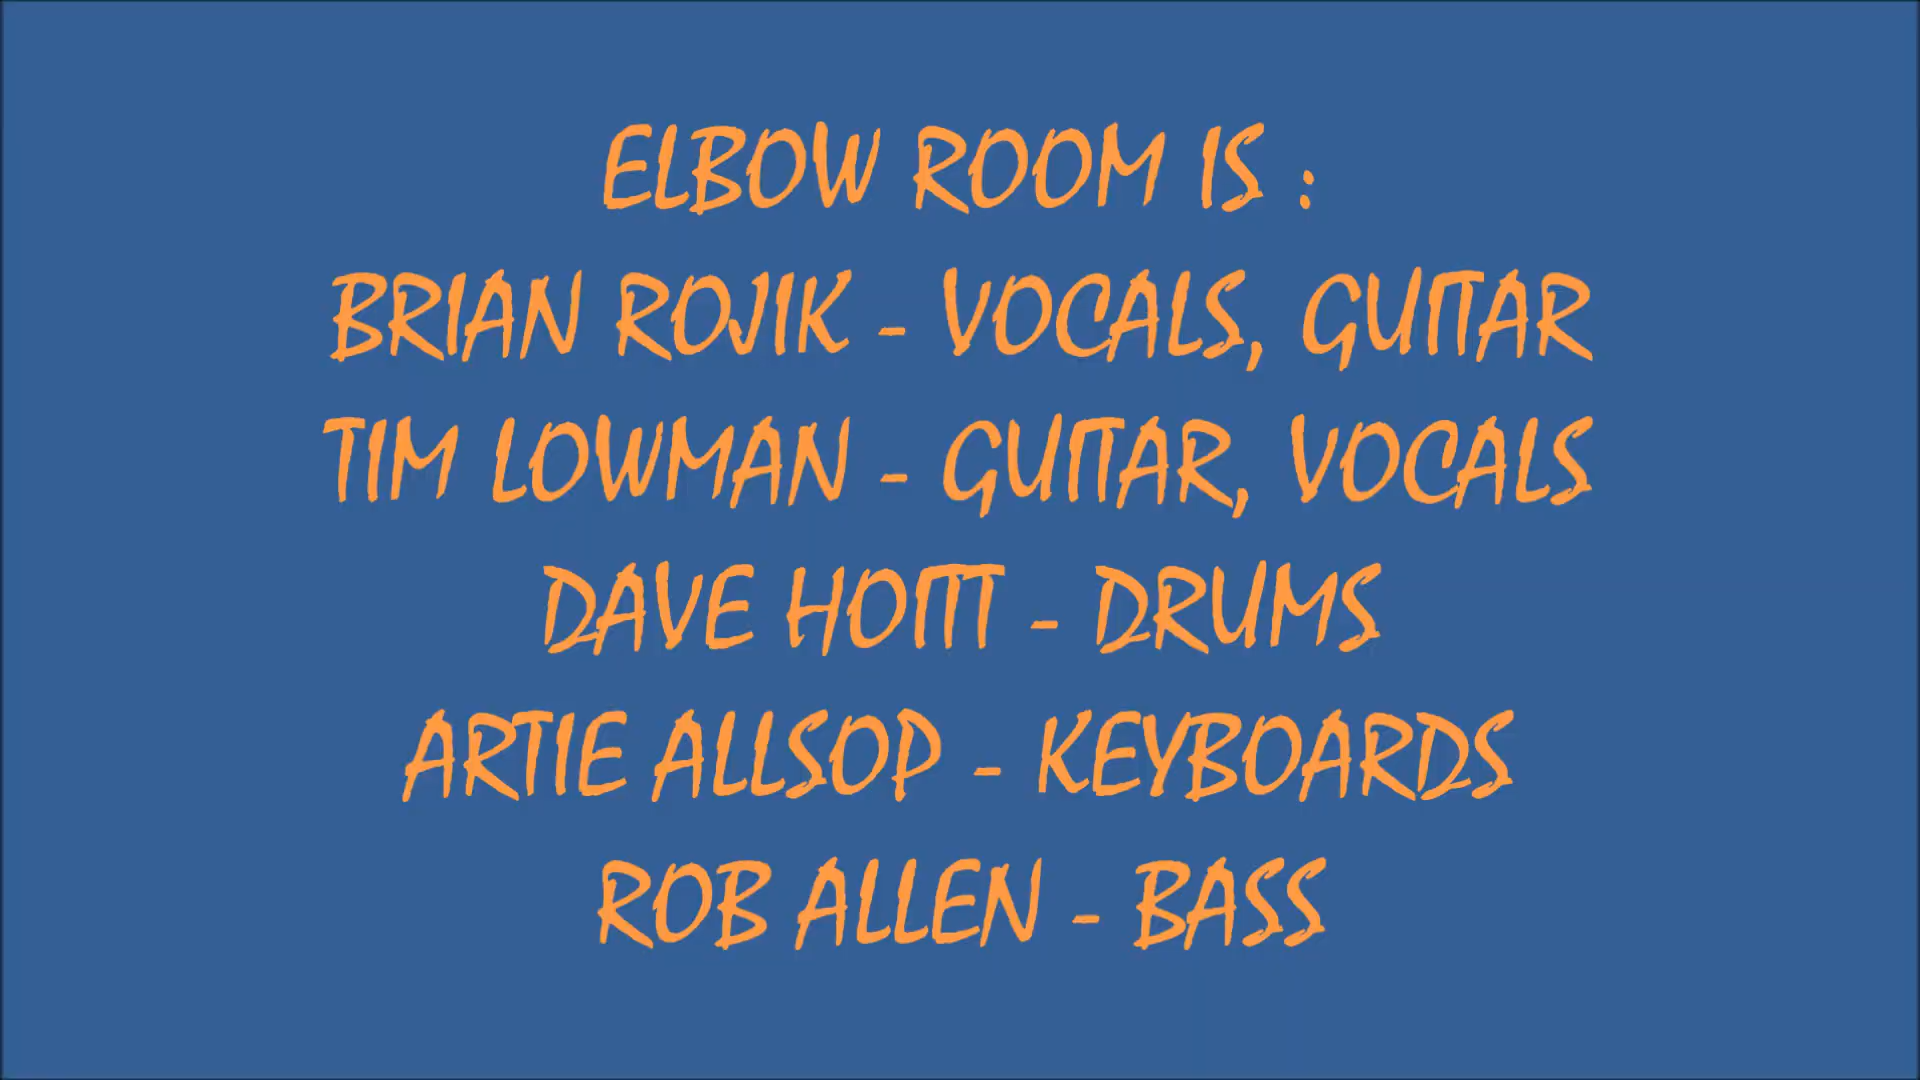 ELBOW ROOM IS :
BRIAN ROJIK - VOCALS, GUITAR
TIM LOWMAN - GUITAR, VOCALS
DAVE HOITT - DRUMS
ARTIE ALLSOP - KEYBOARDS
ROB ALLEN - BASS